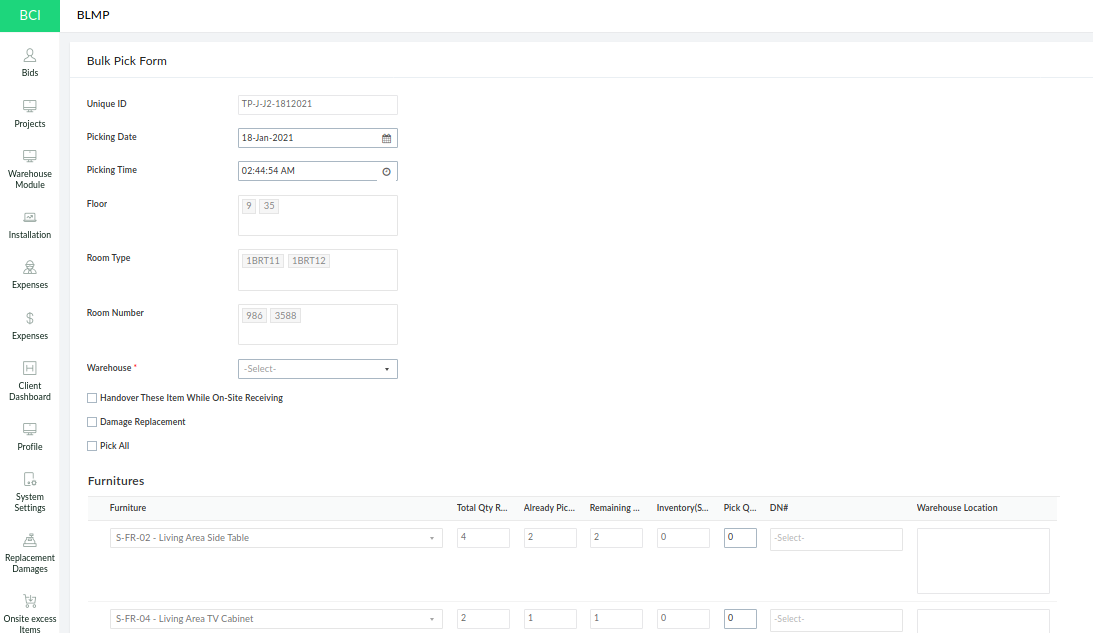 BCI
BLMP
Bids
Projects
Warehouse
Module
Installation
Expenses
Expenses
Client
Dashboard
Profile
System
Settings
Replacement
Damages
Onsite excess
Items
Bulk Pick Form
Unique ID TP-J-J2-1812021
Picking Date 18-Jan-2021
Picking Time 02:44:54 AM
Floor 9 35
Room Type 1BRT11 1BRT12
Room Number 986 3588
Warehouse * -Select-
Handover These Item While On-Site Receiving
Damage Replacement
Pick All
Furnitures
Furniture Total Qty R... Already Pic... Remaining ... Inventory(S... Pick Q... DN# Warehouse Location
S-FR-02 - Living Area Side Table 4 2 2 0 0 -Select-
S-FR-04 - Living Area TV Cabinet 2 1 1 0 0 -Select-